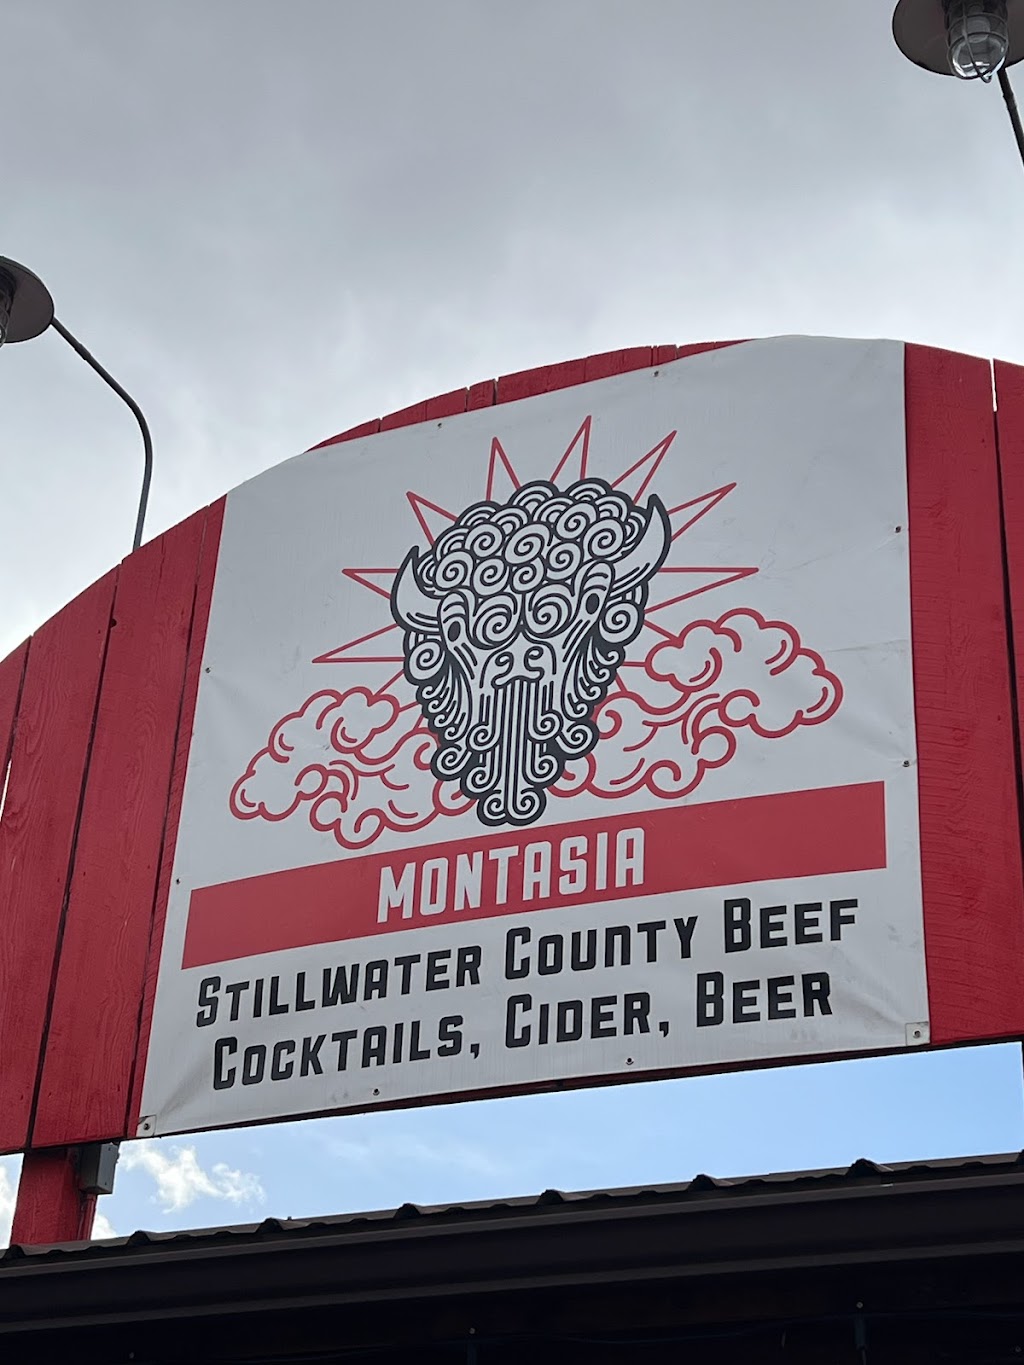 MONTASIA
STILLWATER COUNTY BEEF
COCKTAILS, CIDER, BEER